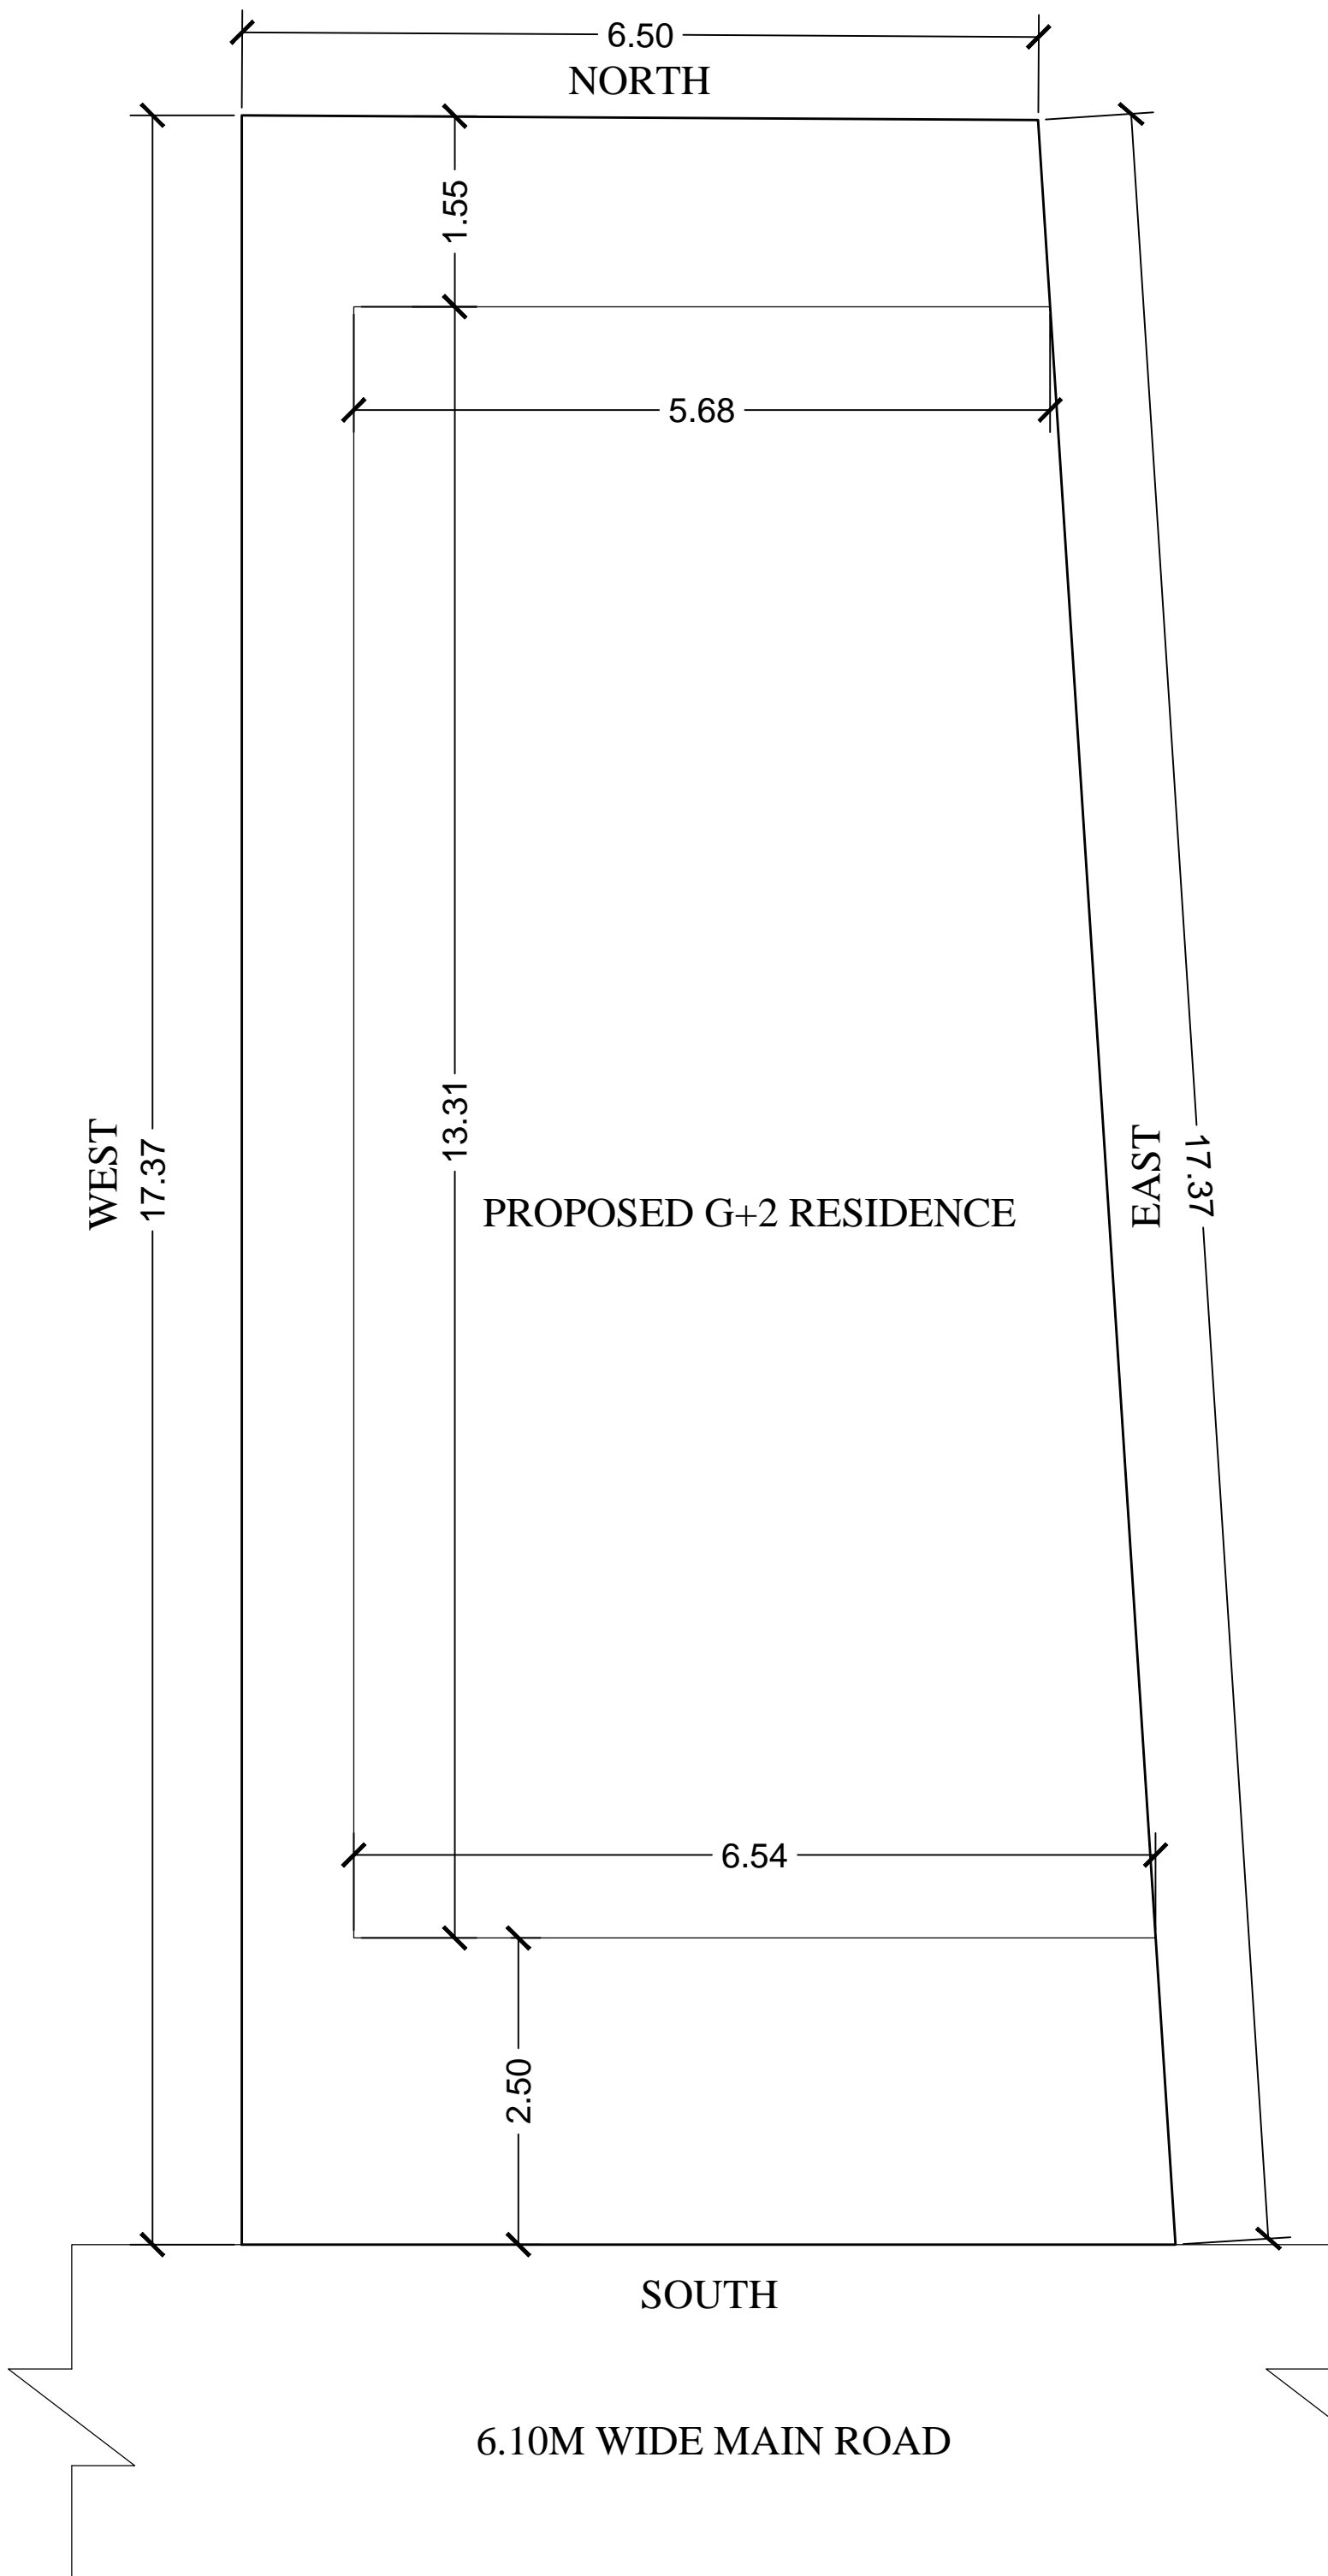 6.50
NORTH
1.55
5.68
13.31
WEST
17.37
EAST
17.37
PROPOSED G+2 RESIDENCE
6.54
2.50
SOUTH
6.10M WIDE MAIN ROAD